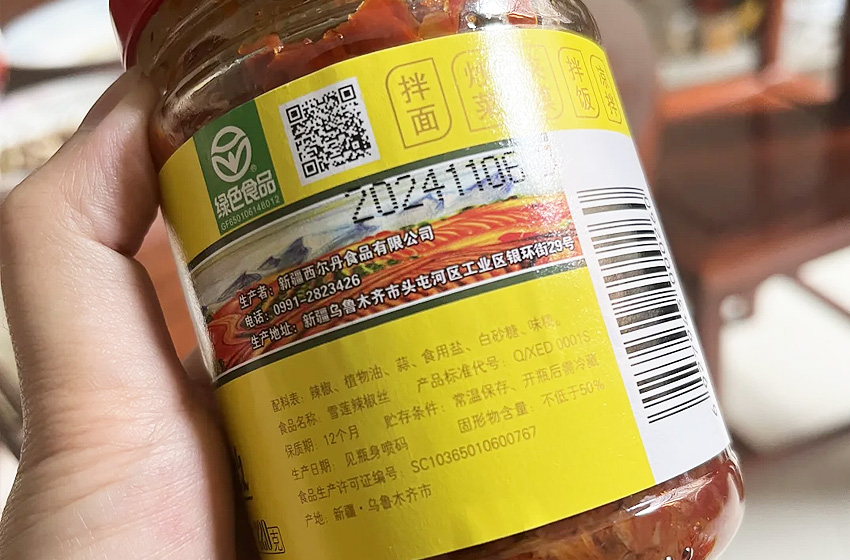 拌面
拌饭
绿色食品
GF650106148012
20241106
生产者：新疆西尔丹食品有限公司
电话：0991-2823426
生产地址：新疆乌鲁木齐市头屯河区工业区银环街29号
配料表：辣椒、植物油、蒜、食用盐、白砂糖、味精。
食品名称：雪莲辣椒丝 产品标准代号：Q/XED 0001S
保质期：12个月 贮存条件：常温保存、开瓶后需冷藏
生产日期：见瓶身喷码 固形物含量：不低于50%
食品生产许可证编号：SC10365010600767
产地：新疆·乌鲁木齐市
克